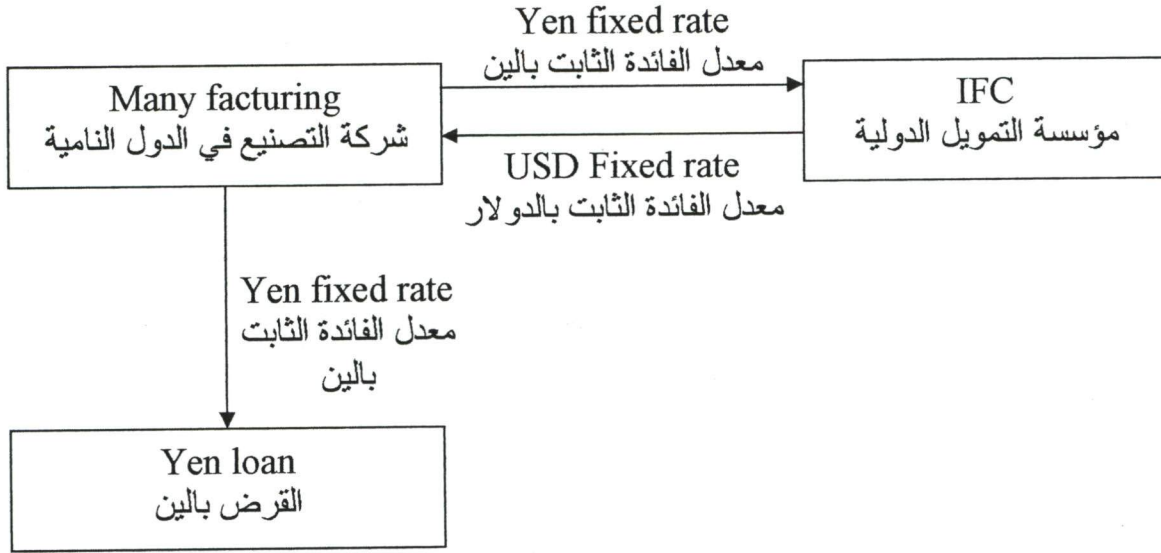 Yen fixed rate
معدل الفائدة الثابت بالين
Many facturing
شركة التصنيع في الدول النامية
IFC
مؤسسة التمويل الدولية
USD Fixed rate
معدل الفائدة الثابت بالدولار
Yen fixed rate
معدل الفائدة الثابت
بالين
Yen loan
القرض بالين